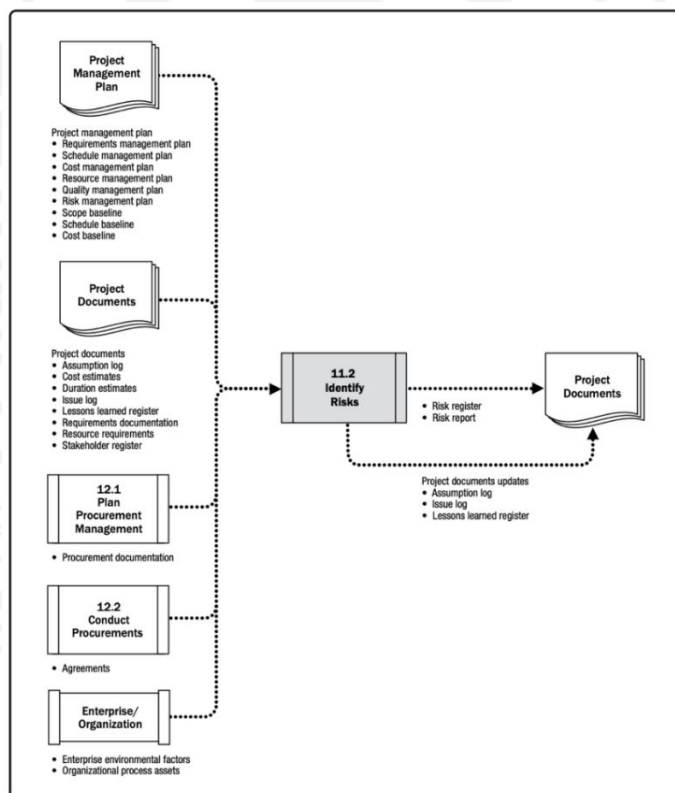 Project
Management
Plan
Project management plan
• Requirements management plan
• Schedule management plan
• Cost management plan
• Resource management plan
• Quality management plan
• Risk management plan
• Scope baseline
• Schedule baseline
• Cost baseline
Project
Documents
Project documents
• Assumption log
• Cost estimates
• Duration estimates
• Issue log
• Lessons learned register
• Requirements documentation
• Resource requirements
• Stakeholder register
12.1
Plan
Procurement
Management
• Procurement documentation
12.2
Conduct
Procurements
• Agreements
Enterprise/
Organization
• Enterprise environmental factors
• Organizational process assets
11.2
Identify
Risks
• Risk register
• Risk report
Project
Documents
Project documents updates
• Assumption log
• Issue log
• Lessons learned register